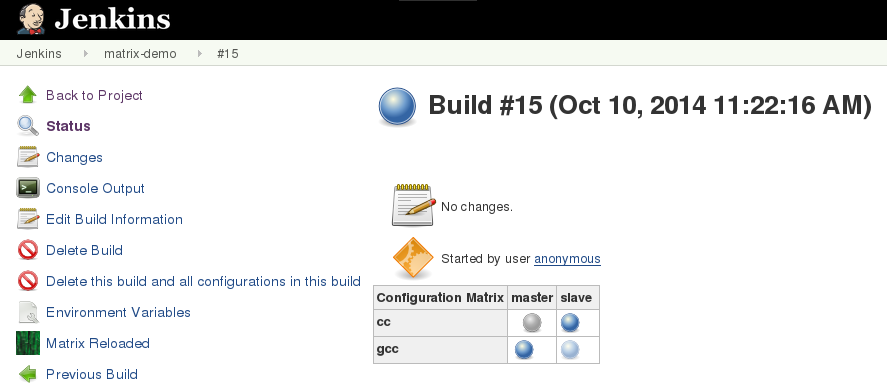 Jenkins
Jenkins matrix-demo #15
Back to Project
Status
Changes
Console Output
Edit Build Information
Delete Build
Delete this build and all configurations in this build
Environment Variables
Matrix Reloaded
Previous Build
Build #15 (Oct 10, 2014 11:22:16 AM)
No changes.
Started by user anonymous
Configuration Matrix master slave
cc
gcc